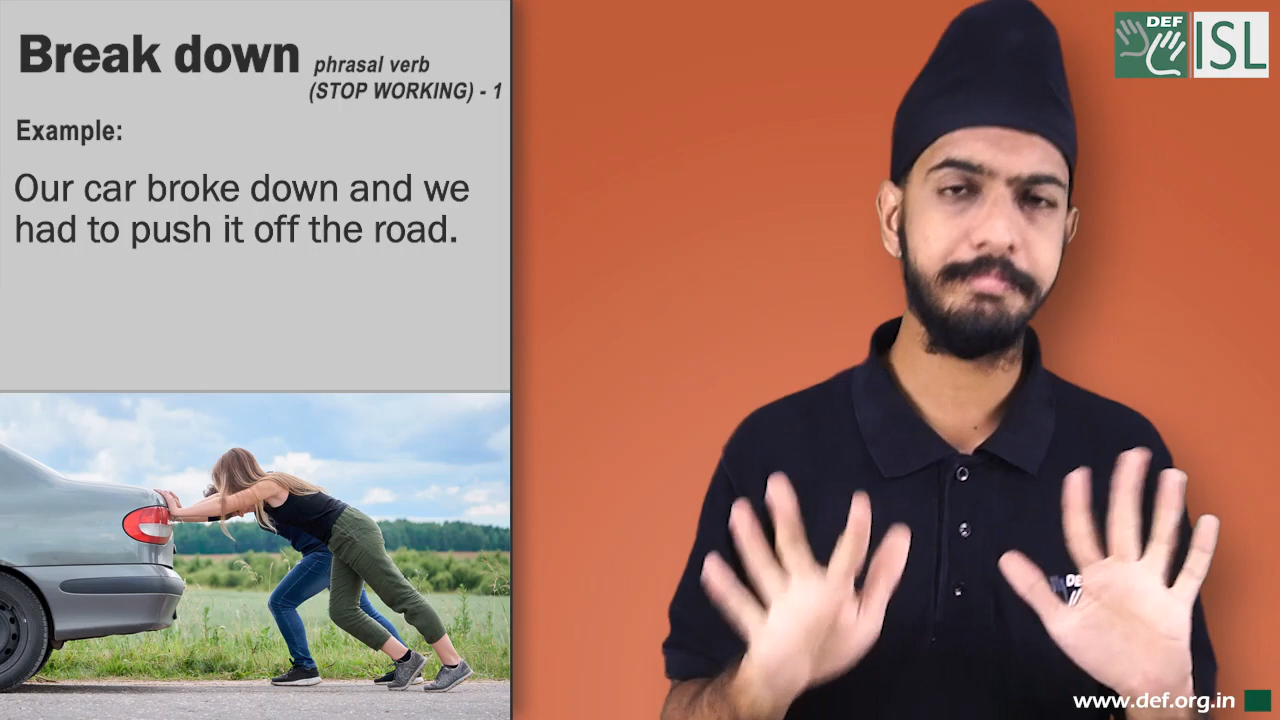 Break down phrasal verb
(STOP WORKING) - 1
Example:
Our car broke down and we
had to push it off the road.
DEF
ISL
DE
www.def.org.in